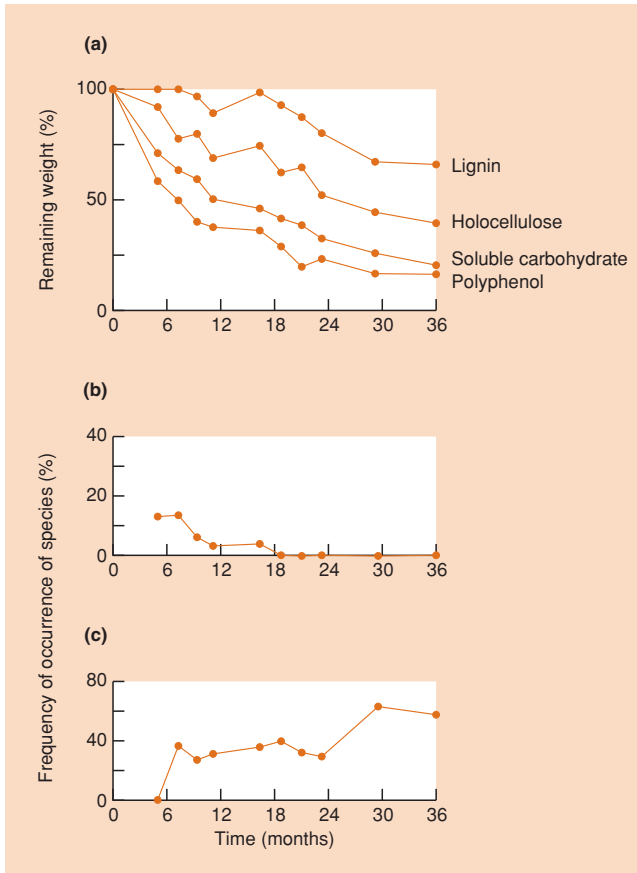 (a)
Remaining weight (%)
100
50
0
0 6 12 18 24 30 36
Lignin
Holocellulose
Soluble carbohydrate
Polyphenol
Frequency of occurrence of species (%)
(b)
40
20
0
0 6 12 18 24 30 36
(c)
80
40
0
0 6 12 18 24 30 36
Time (months)